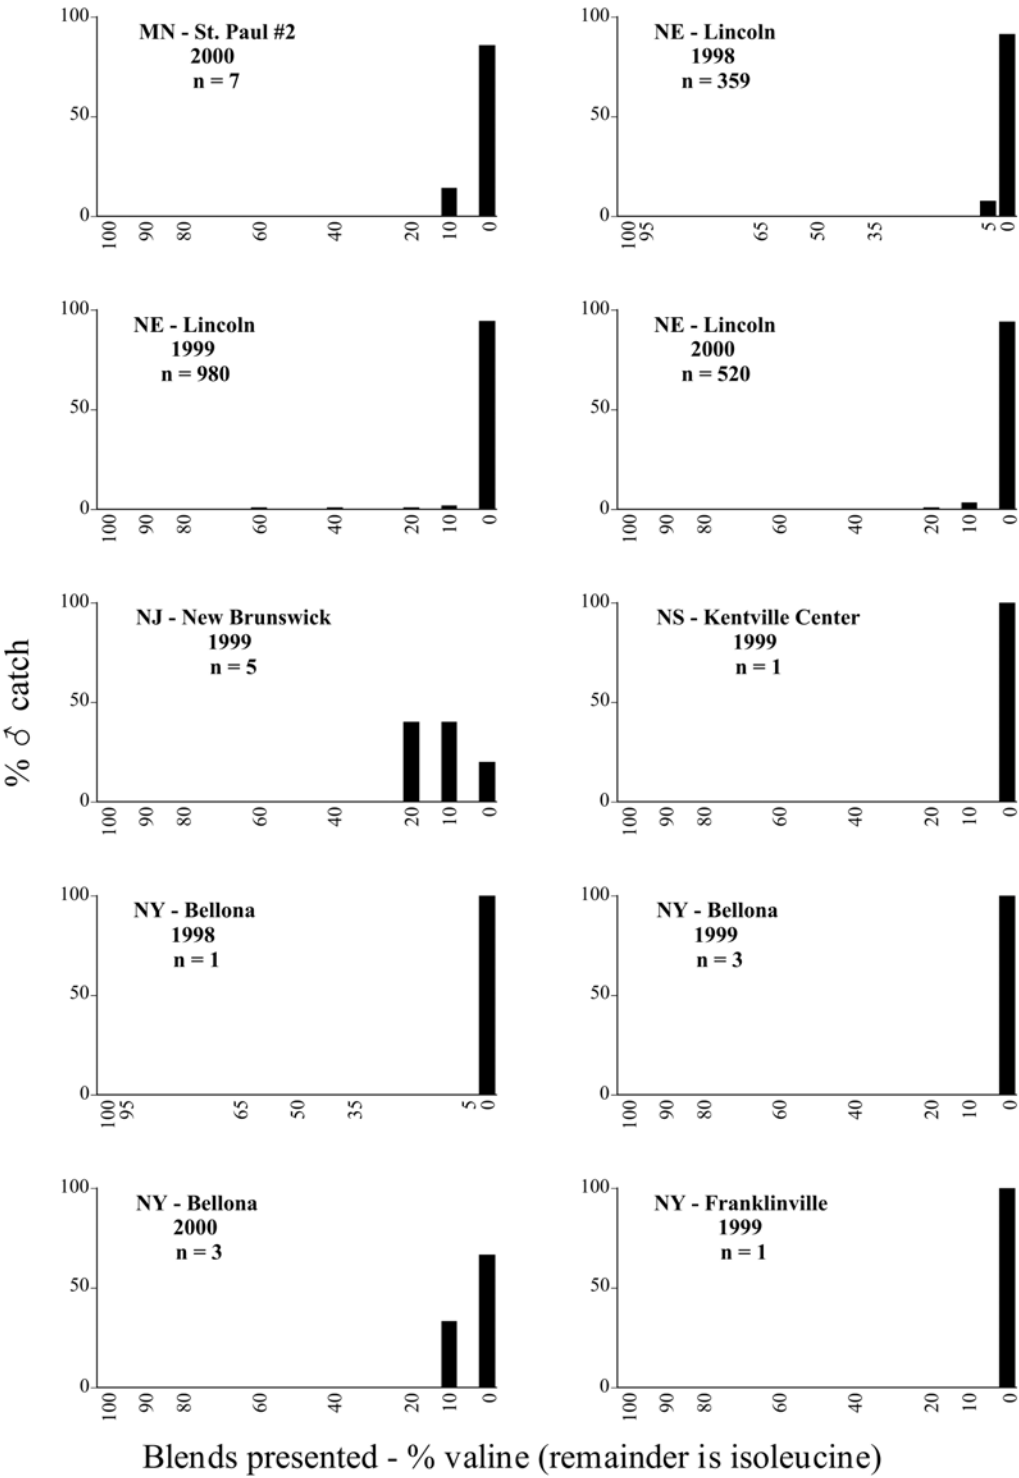 % ♂ catch
MN - St. Paul #2
2000
n = 7
100
50
0
100 90 80 60 40 20 10 0
NE - Lincoln
1998
n = 359
100
50
0
100 95 65 50 35 5 0
NE - Lincoln
1999
n = 980
100
50
0
100 90 80 60 40 20 10 0
NE - Lincoln
2000
n = 520
100
50
0
100 90 80 60 40 20 10 0
NJ - New Brunswick
1999
n = 5
100
50
0
100 90 80 60 40 20 10 0
NS - Kentville Center
1999
n = 1
100
50
0
100 90 80 60 40 20 10 0
NY - Bellona
1998
n = 1
100
50
0
100 95 65 50 35 5 0
NY - Bellona
1999
n = 3
100
50
0
100 90 80 60 40 20 10 0
NY - Bellona
2000
n = 3
100
50
0
100 90 80 60 40 20 10 0
NY - Franklinville
1999
n = 1
100
50
0
100 90 80 60 40 20 10 0
Blends presented - % valine (remainder is isoleucine)